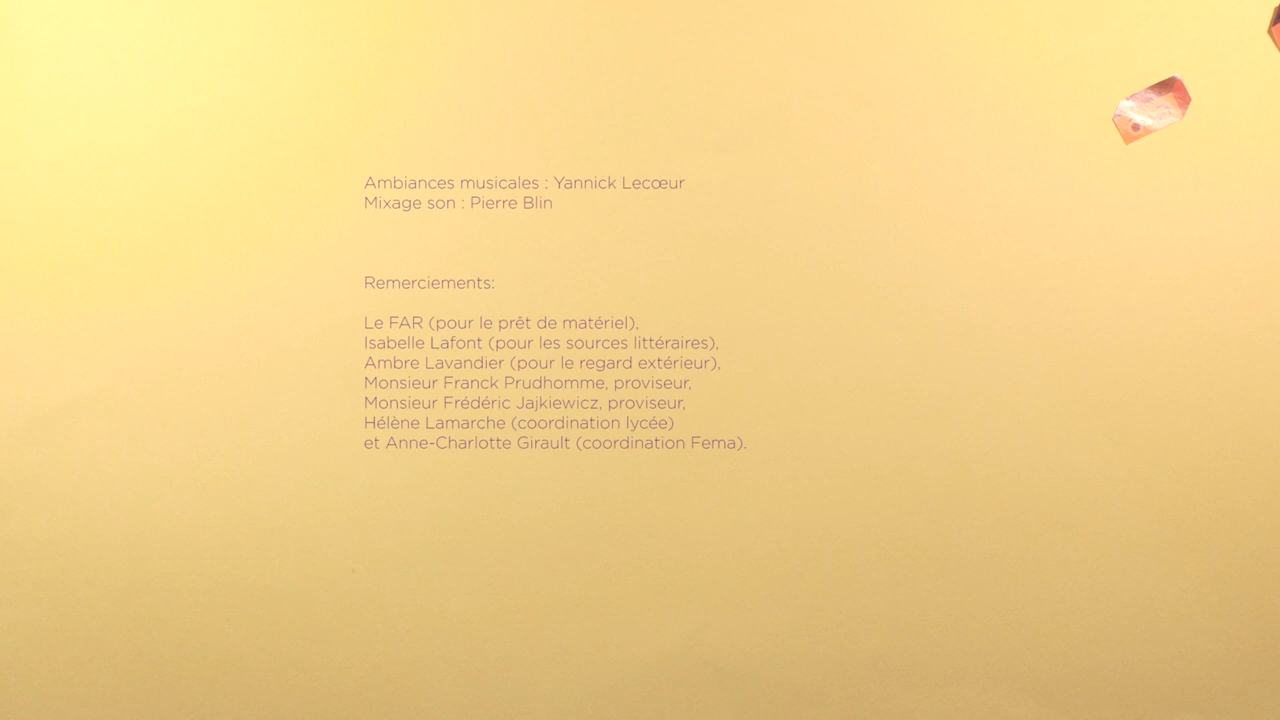 Ambiances musicales : Yannick Lecœur
Mixage son : Pierre Blin
Remerciements:
Le FAR (pour le prêt de matériel),
Isabelle Lafont (pour les sources littéraires),
Ambre Lavandier (pour le regard extérieur),
Monsieur Franck Prudhomme, proviseur,
Monsieur Frédéric Jajkiewicz, proviseur,
Hélène Lamarche (coordination lycée)
et Anne-Charlotte Girault (coordination Fema).